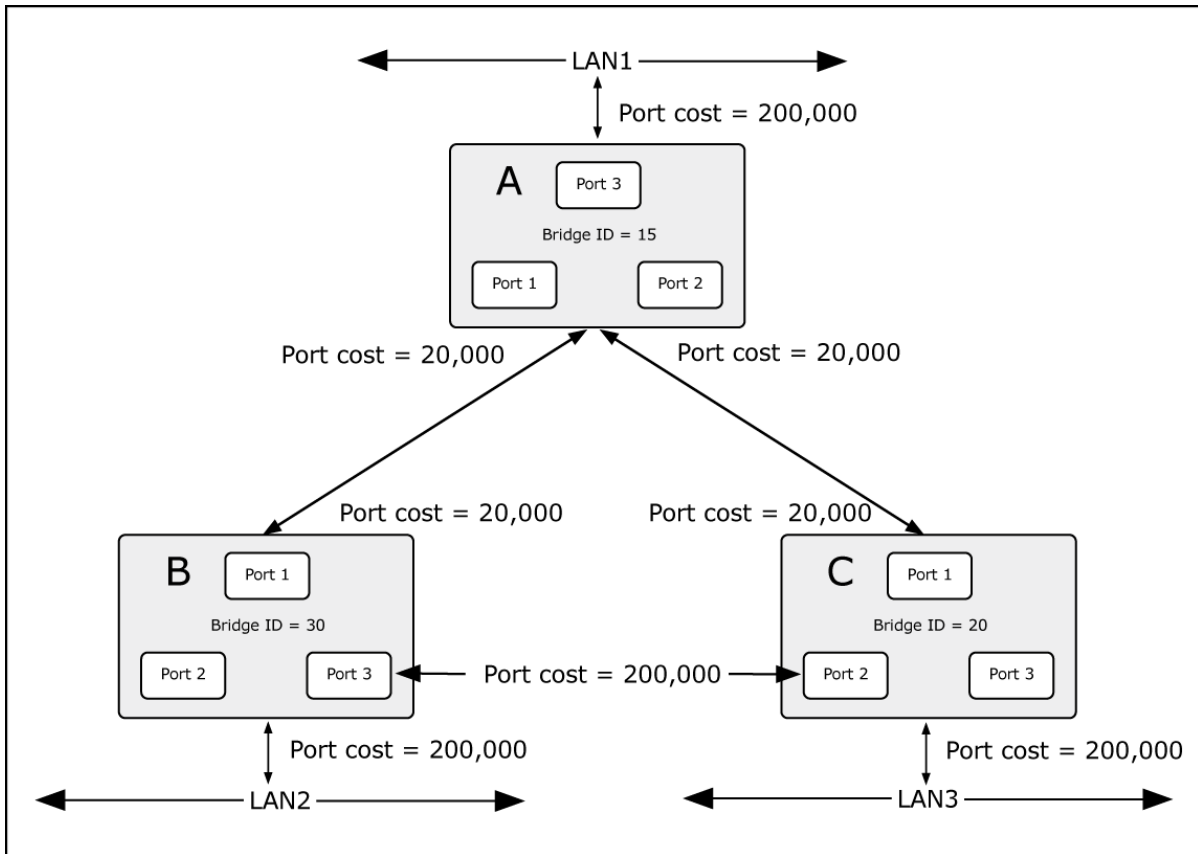 LAN1
Port cost = 200,000
A
Port 3
Bridge ID = 15
Port 1
Port 2
Port cost = 20,000
Port cost = 20,000
Port cost = 20,000
Port cost = 20,000
B
Port 1
Bridge ID = 30
Port 2
Port 3
Port cost = 200,000
C
Port 1
Bridge ID = 20
Port 2
Port 3
Port cost = 200,000
LAN2
Port cost = 200,000
LAN3